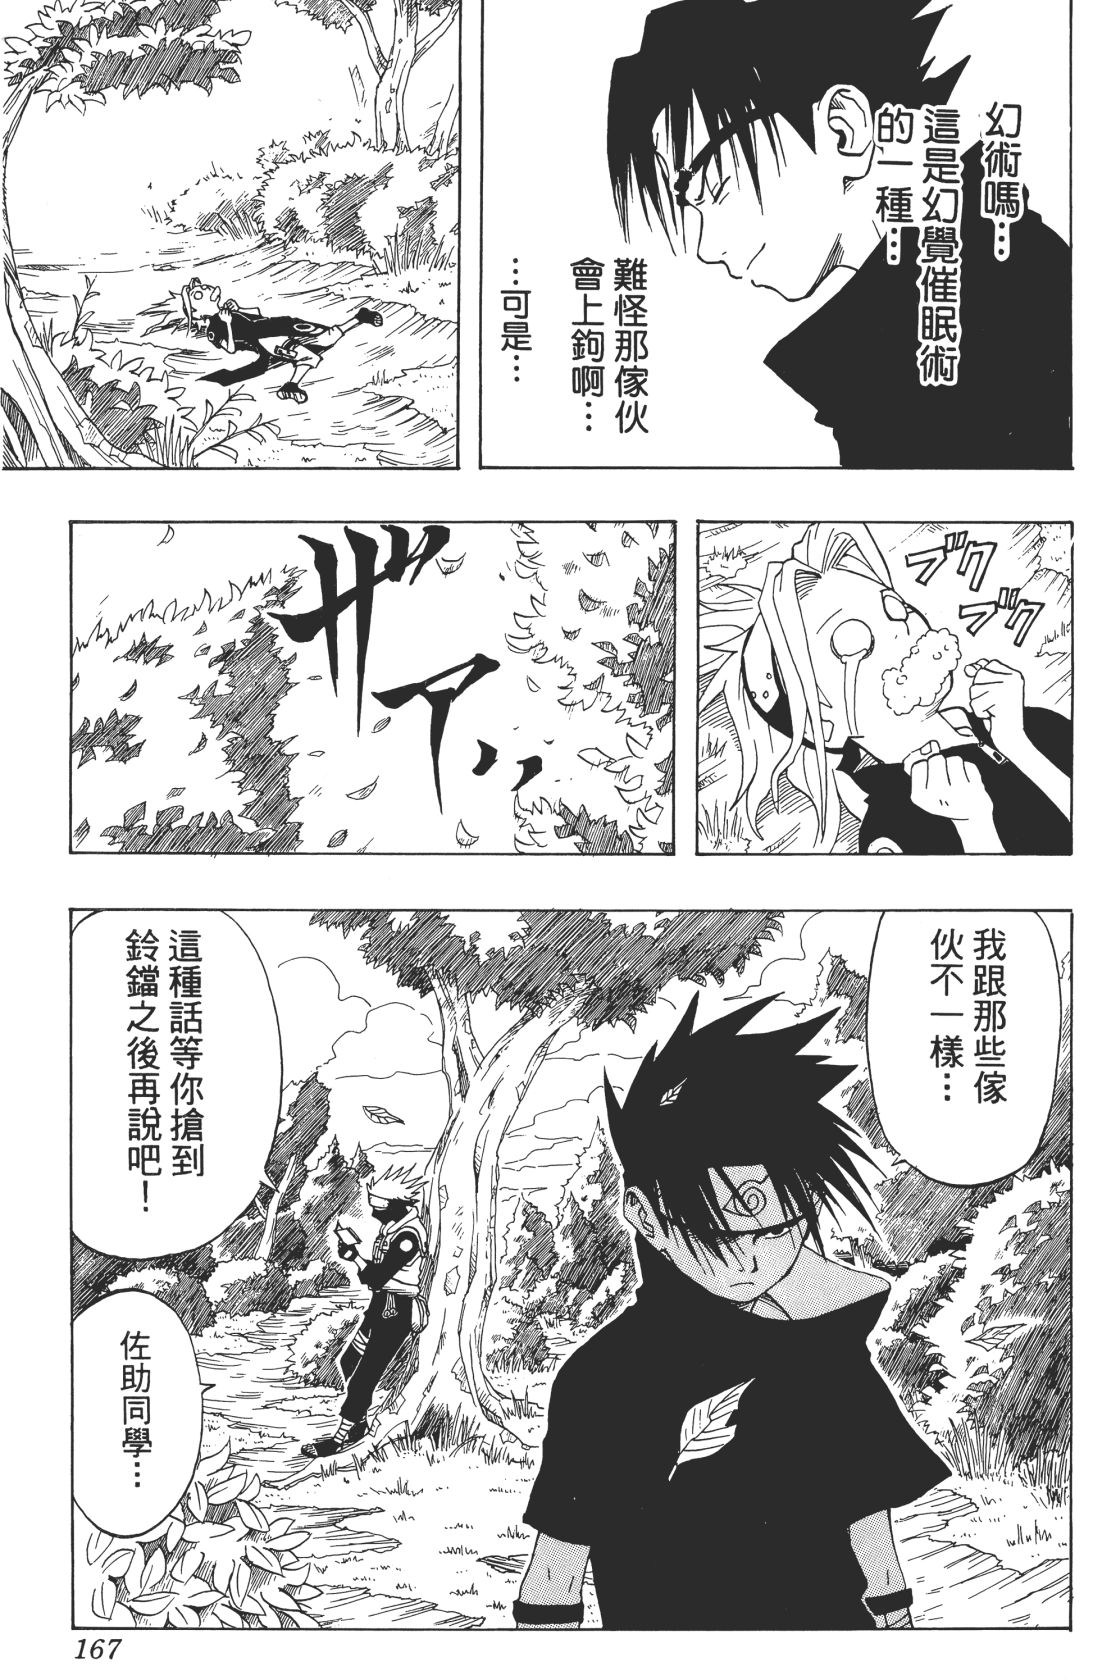 幻術嗎…
這是幻覺催眠術
的一種…
難怪那傢伙
會上鉤啊…
…可是…
ブク
ブク
ザアッ
我跟那些傢
伙不一樣…
這種話等你搶到
鈴鐺之後再說吧！
佐助同學…
167